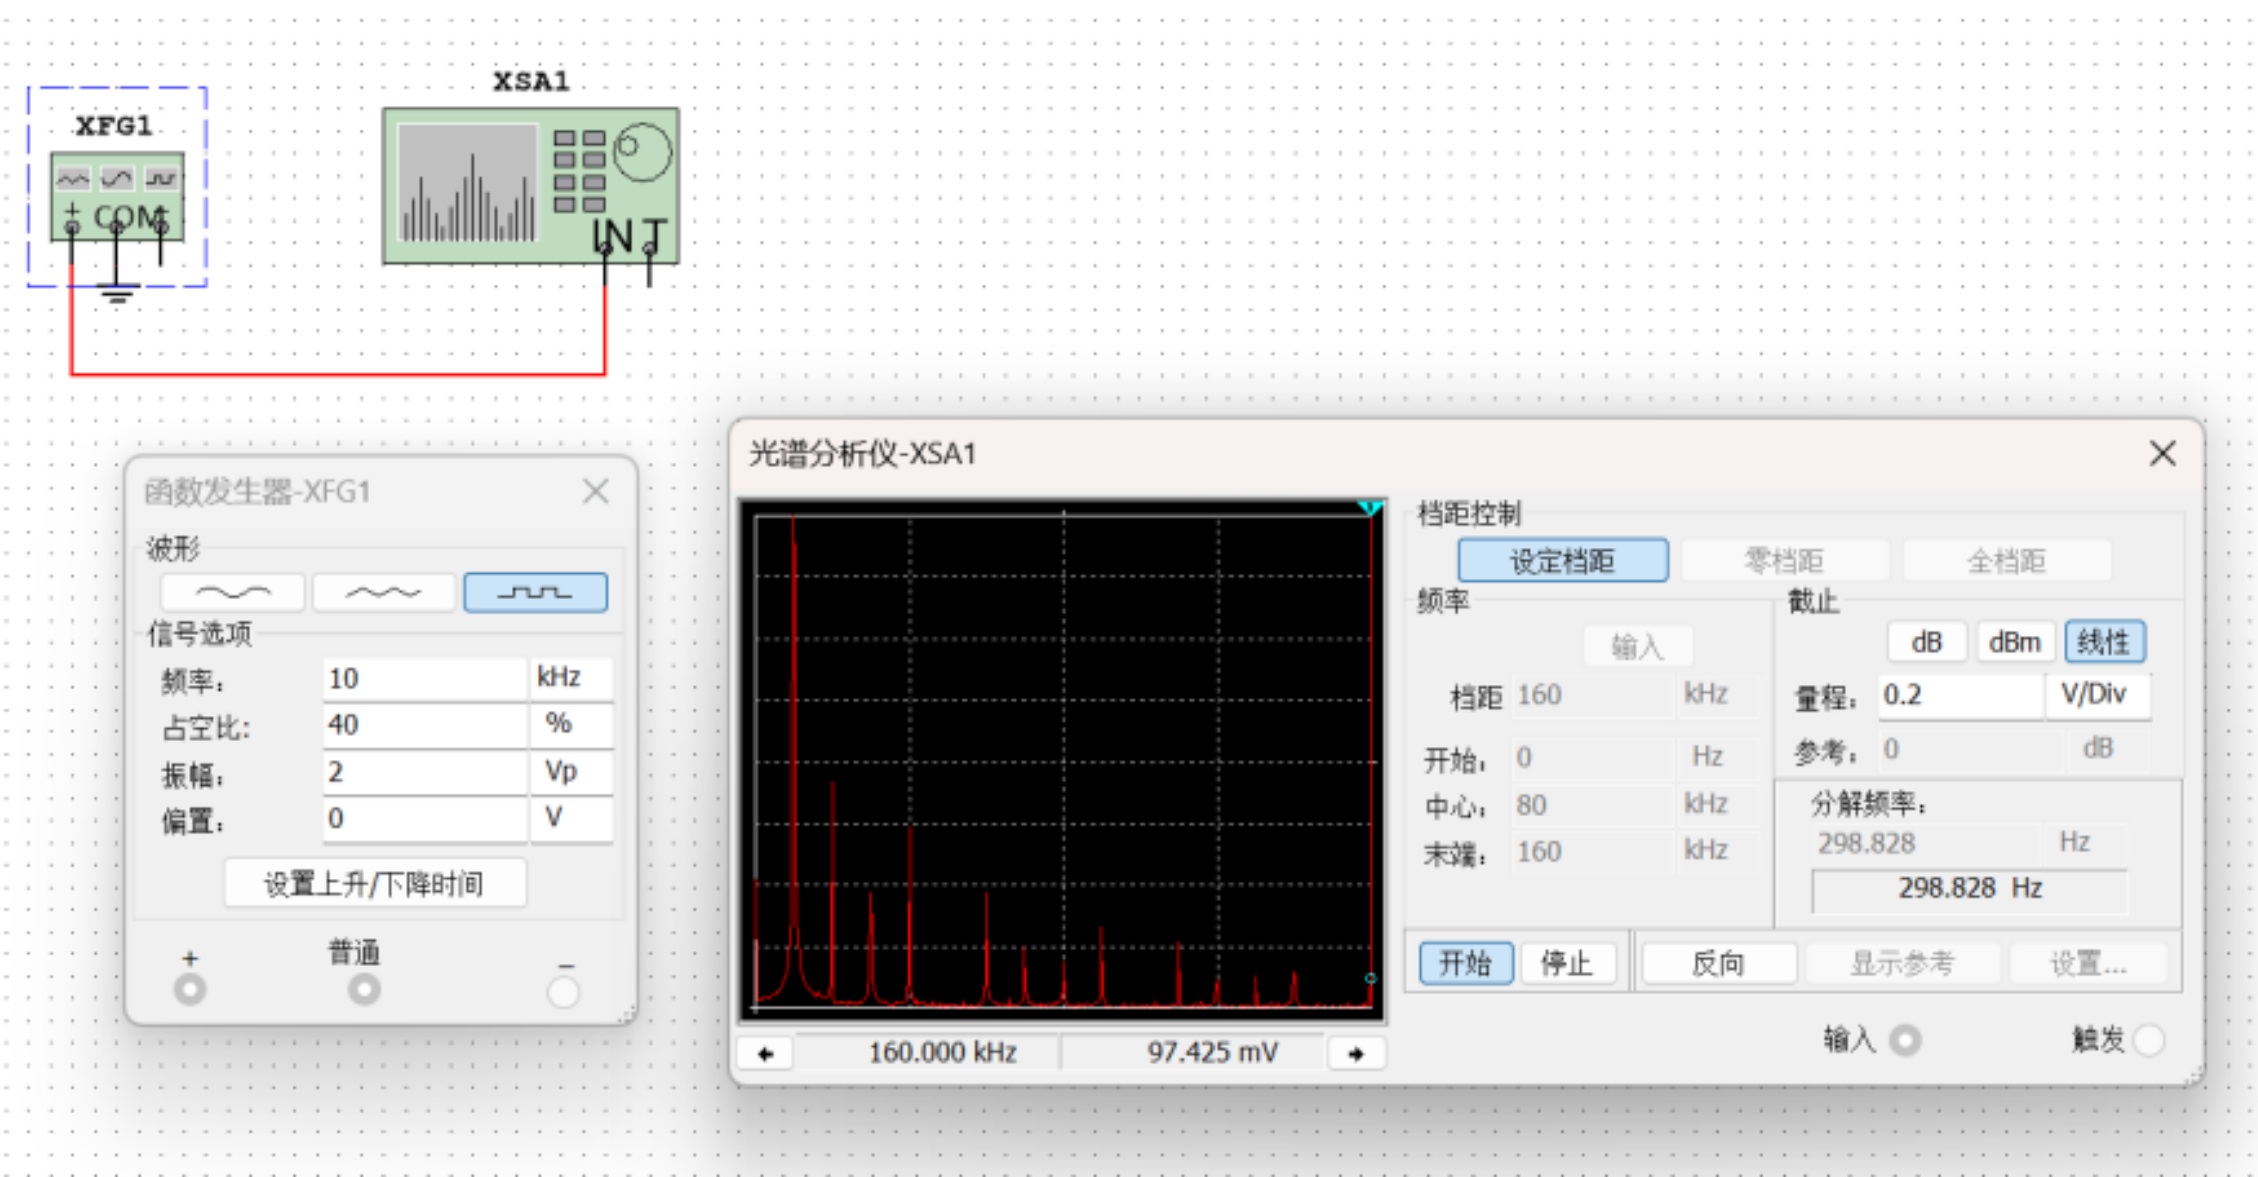 XSA1
XFG1
+ COM -
IN T
函数发生器-XFG1
波形
信号选项
频率: 10 kHz
占空比: 40 %
振幅: 2 Vp
偏置: 0 V
设置上升/下降时间
+ 普通 −
光谱分析仪-XSA1
档距控制
设定档距 零档距 全档距
频率
输入
档距 160 kHz
开始: 0 Hz
中心: 80 kHz
末端: 160 kHz
截止
dB dBm 线性
量程: 0.2 V/Div
参考: 0 dB
分解频率:
298.828 Hz
298.828 Hz
开始 停止 反向 显示参考 设置...
160.000 kHz 97.425 mV
输入 触发